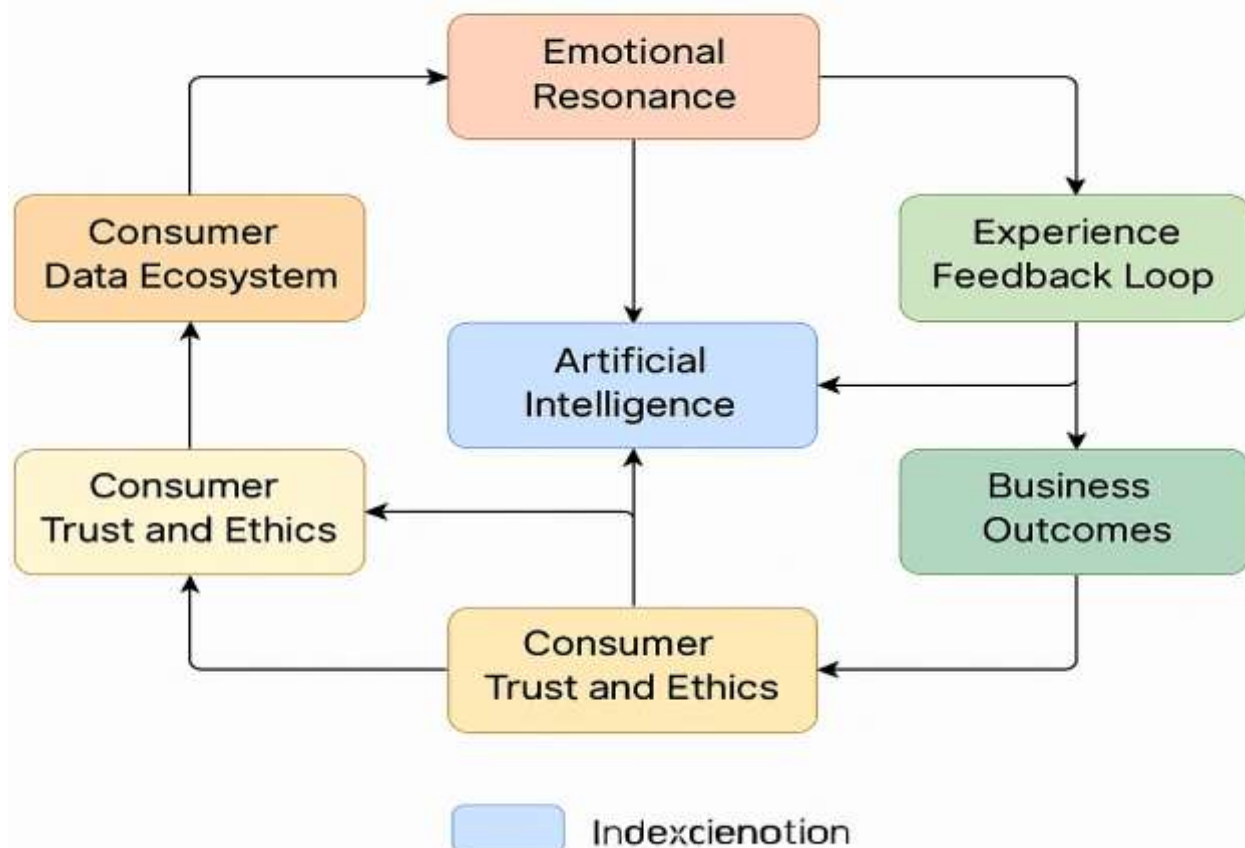 Emotional
Resonance
Consumer
Data Ecosystem
Experience
Feedback Loop
Artificial
Intelligence
Consumer
Trust and Ethics
Business
Outcomes
Consumer
Trust and Ethics
Indexcienotion